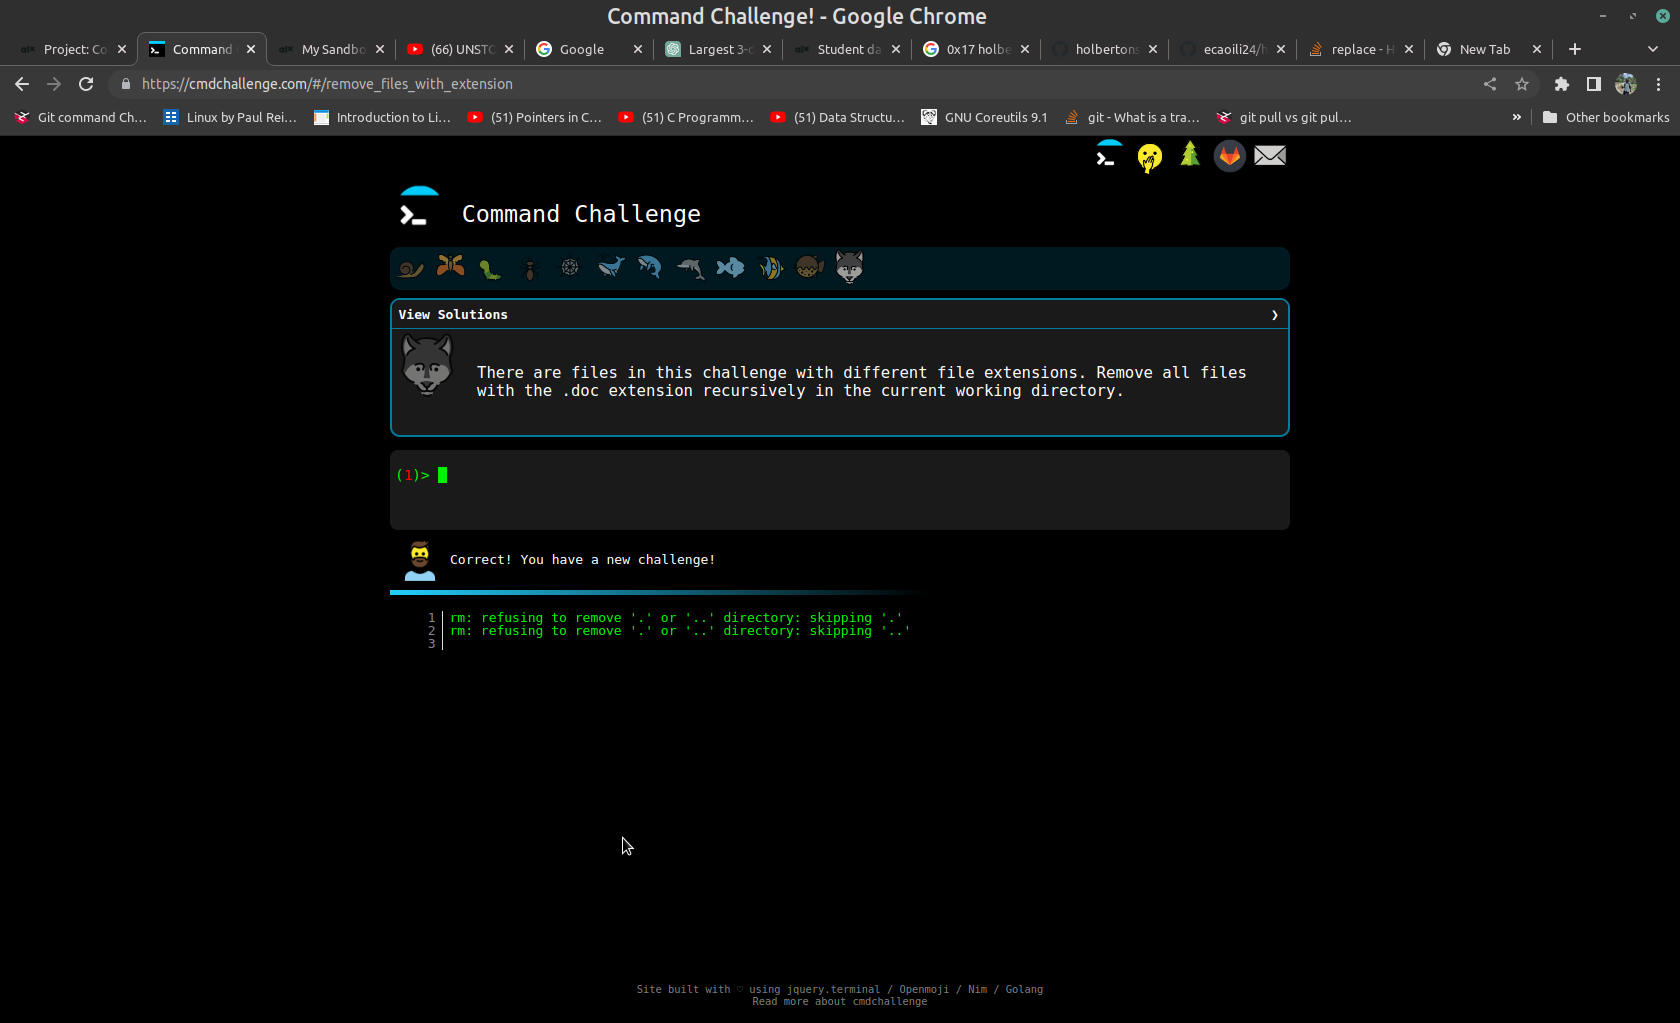 Command Challenge! - Google Chrome
Project: Co
Command
My Sandbo
(66) UNSTC
Google
Largest 3-d
Student da
0x17 holbe
holbertons
ecaoili24/h
replace - H
New Tab
https://cmdchallenge.com/#/remove_files_with_extension
Git command Ch...
Linux by Paul Rei...
Introduction to Li...
(51) Pointers in C...
(51) C Programm...
(51) Data Structu...
GNU Coreutils 9.1
git - What is a tra...
git pull vs git pul...
»
Other bookmarks
Command Challenge
View Solutions
There are files in this challenge with different file extensions. Remove all files
with the .doc extension recursively in the current working directory.
(1)>
Correct! You have a new challenge!
1 rm: refusing to remove '.' or '..' directory: skipping '.'
2 rm: refusing to remove '.' or '..' directory: skipping '..'
3
Site built with ♡ using jquery.terminal / Openmoji / Nim / Golang
Read more about cmdchallenge